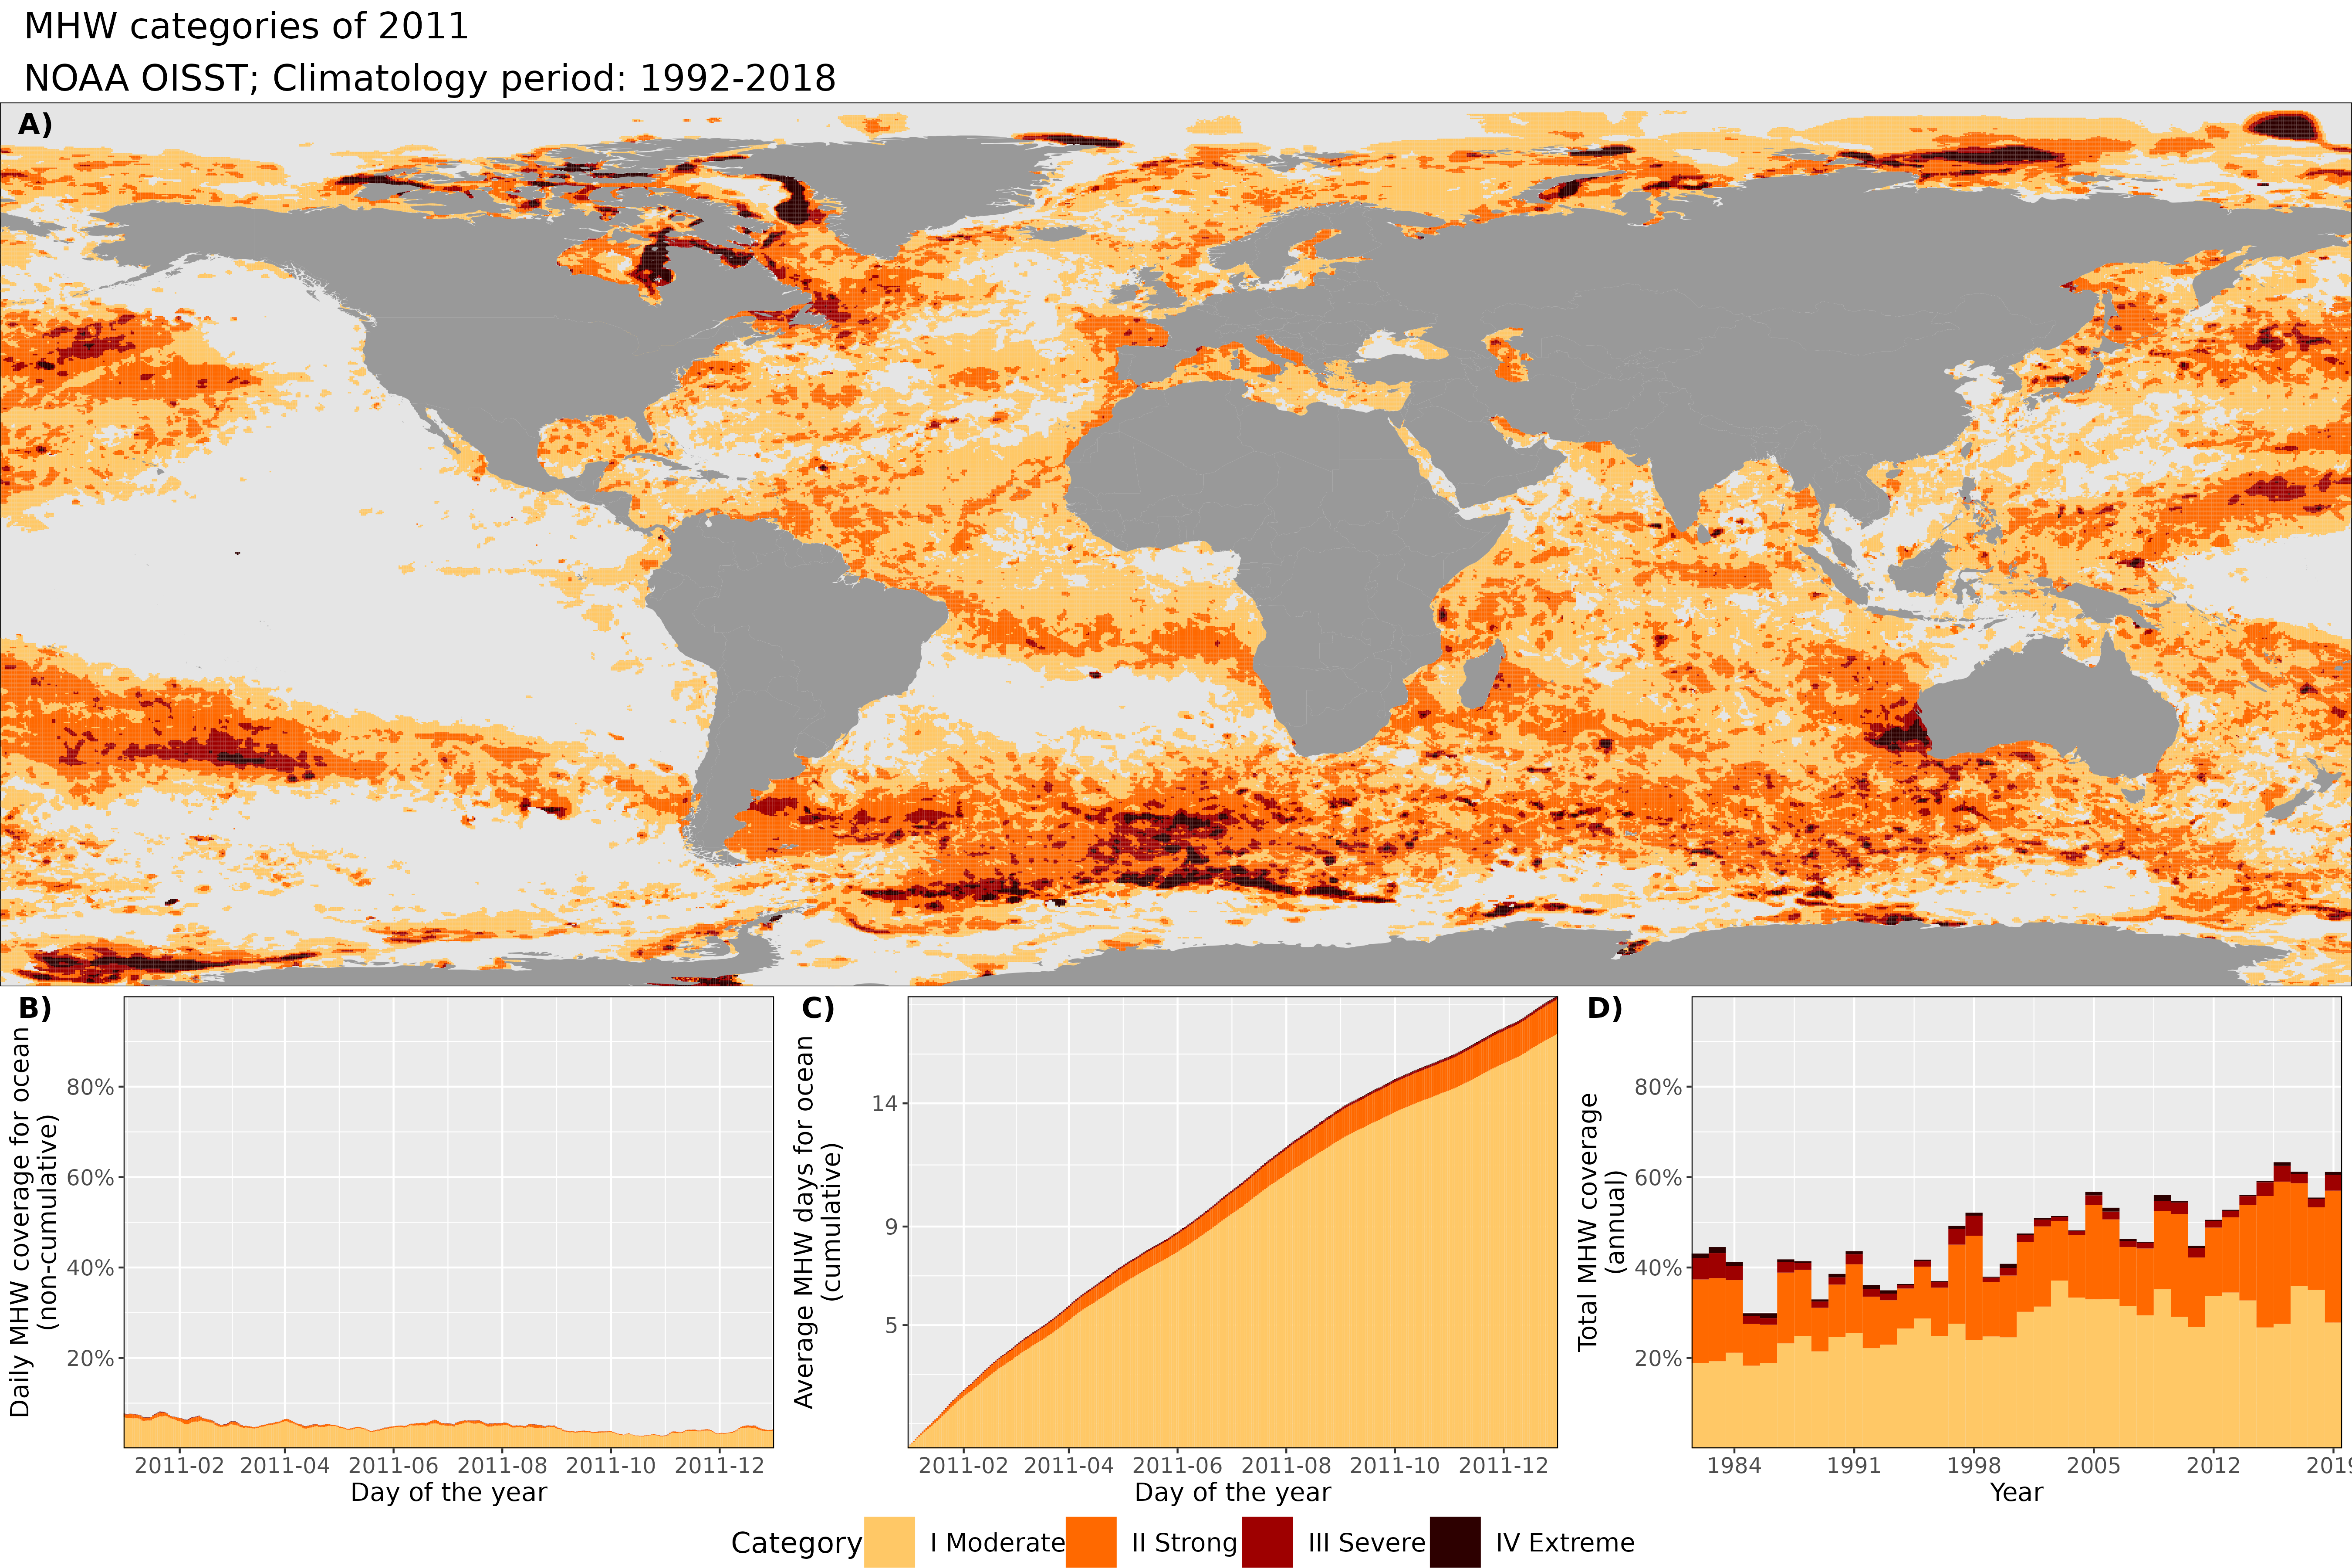 MHW categories of 2011
NOAA OISST; Climatology period: 1992-2018
A)
B)
Daily MHW coverage for ocean
(non-cumulative)
80%
60%
40%
20%
2011-02 2011-04 2011-06 2011-08 2011-10 2011-12
Day of the year
C)
Average MHW days for ocean
(cumulative)
14
9
5
2011-02 2011-04 2011-06 2011-08 2011-10 2011-12
Day of the year
D)
Total MHW coverage
(annual)
80%
60%
40%
20%
1984 1991 1998 2005 2012 2019
Year
Category I Moderate II Strong III Severe IV Extreme